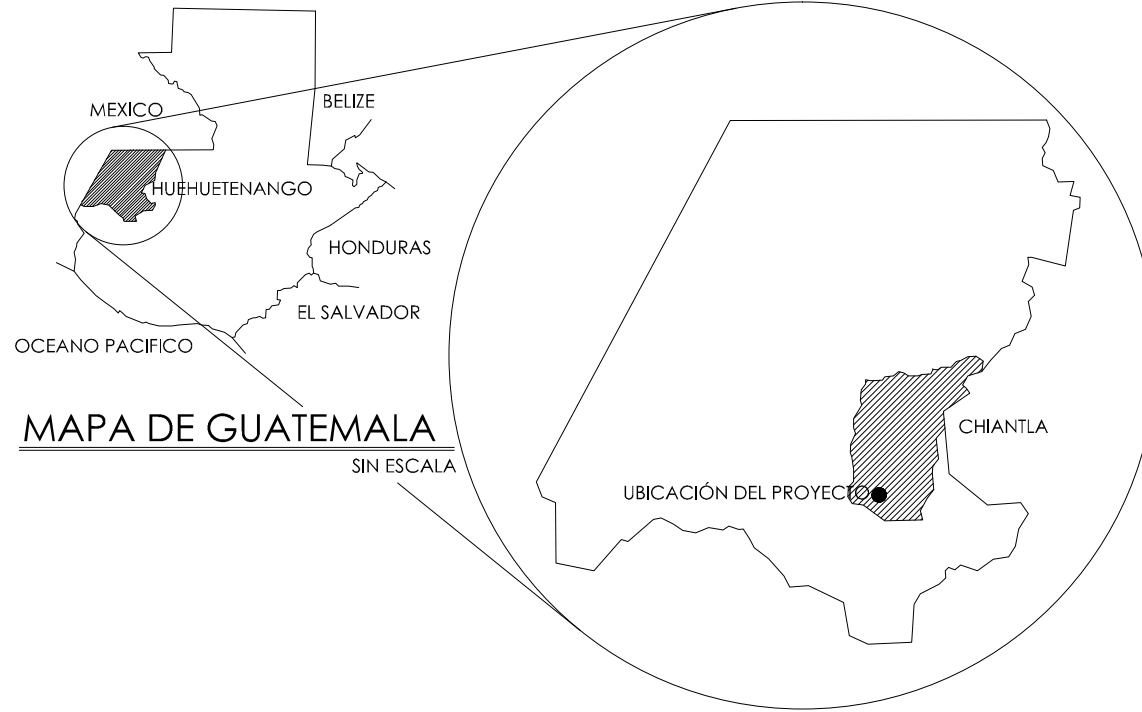 MEXICO
BELIZE
HUEHUETENANGO
HONDURAS
EL SALVADOR
OCEANO PACIFICO
MAPA DE GUATEMALA
SIN ESCALA
CHIANTLA
UBICACIÓN DEL PROYECTO